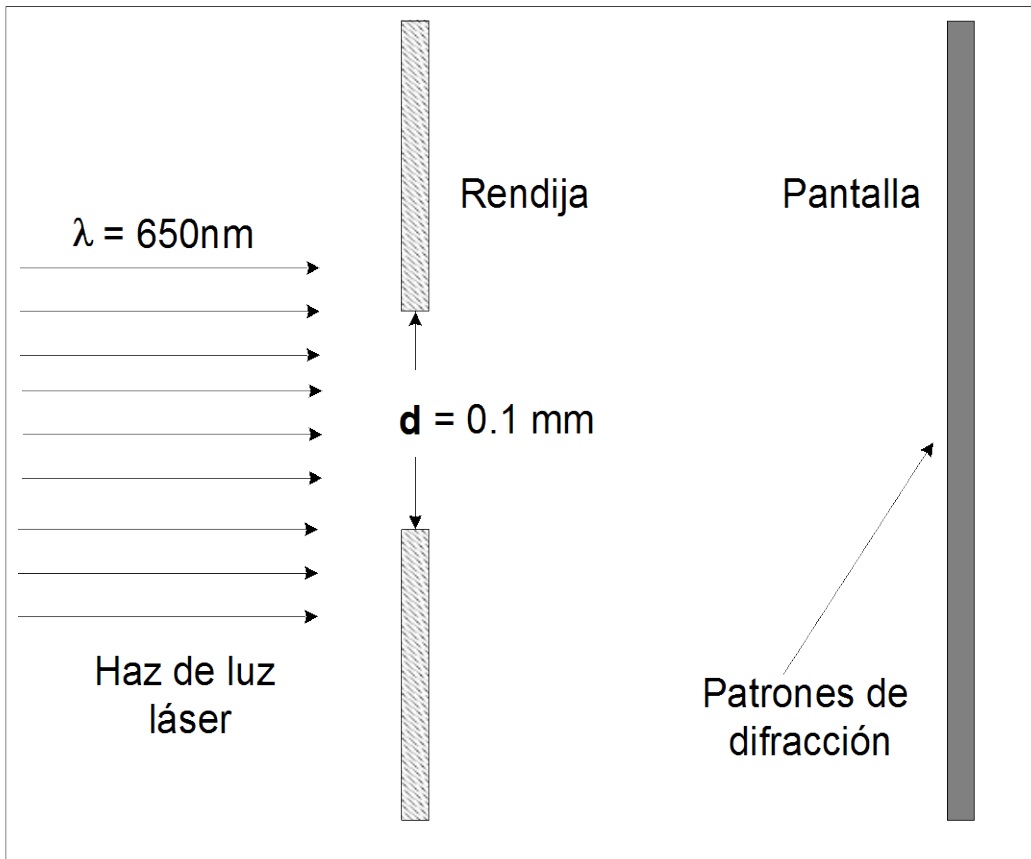 Rendija
Pantalla
λ = 650nm
d = 0.1 mm
Haz de luz
láser
Patrones de
difracción